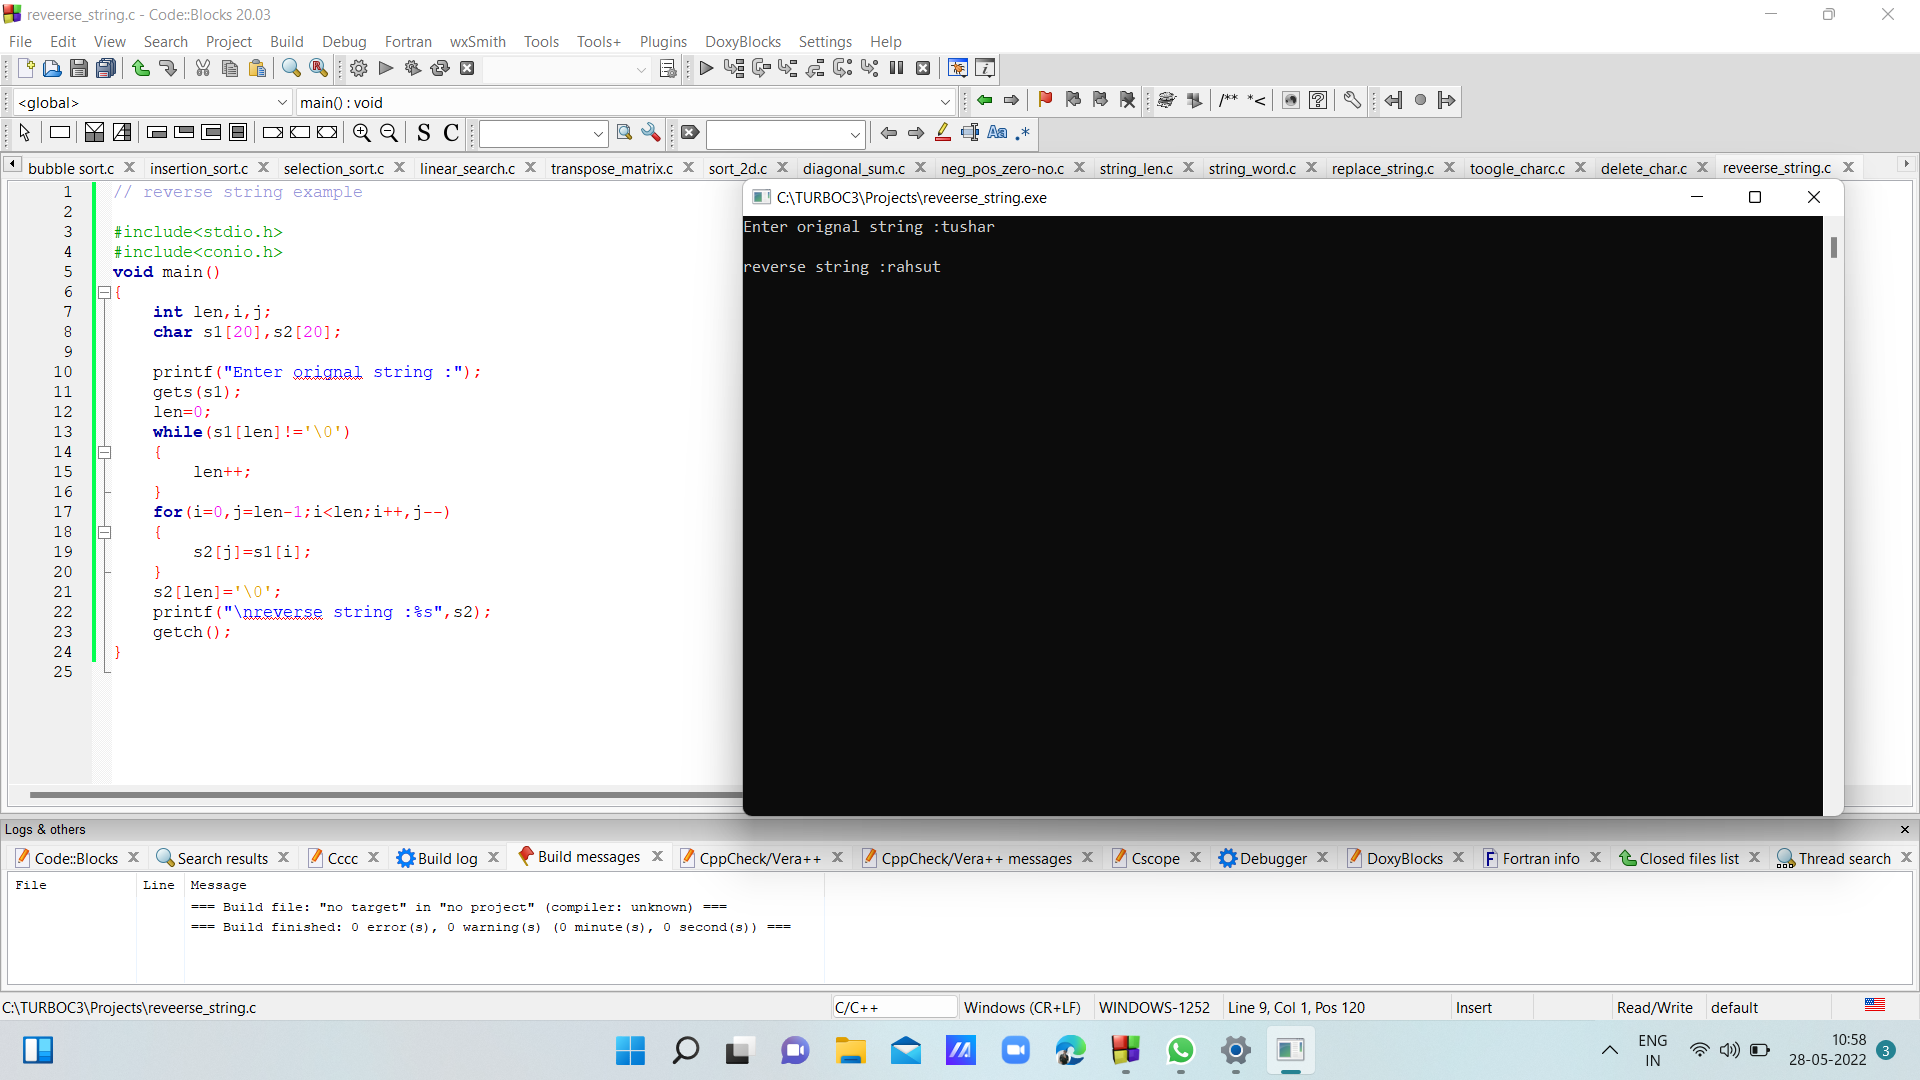 reveerse_string.c - Code::Blocks 20.03
File Edit View Search Project Build Debug Fortran wxSmith Tools Tools+ Plugins DoxyBlocks Settings Help
<global> main() : void /** *<
S C Aa .*
bubble sort.c insertion_sort.c selection_sort.c linear_search.c transpose_matrix.c sort_2d.c diagonal_sum.c neg_pos_zero-no.c string_len.c string_word.c replace_string.c toogle_charc.c delete_char.c reveerse_string.c
1 // reverse string example
2
3 #include<stdio.h>
4 #include<conio.h>
5 void main()
6 {
7 int len,i,j;
8 char s1[20],s2[20];
9
10 printf("Enter orignal string :");
11 gets(s1);
12 len=0;
13 while(s1[len]!='\0')
14 {
15 len++;
16 }
17 for(i=0,j=len-1;i<len;i++,j--)
18 {
19 s2[j]=s1[i];
20 }
21 s2[len]='\0';
22 printf("\nreverse string :%s",s2);
23 getch();
24 }
25
C:\TURBOC3\Projects\reveerse_string.exe
Enter orignal string :tushar
reverse string :rahsut
Logs & others
Code::Blocks Search results Cccc Build log Build messages CppCheck/Vera++ CppCheck/Vera++ messages Cscope Debugger DoxyBlocks Fortran info Closed files list Thread search
File Line Message
=== Build file: "no target" in "no project" (compiler: unknown) ===
=== Build finished: 0 error(s), 0 warning(s) (0 minute(s), 0 second(s)) ===
C:\TURBOC3\Projects\reveerse_string.c C/C++ Windows (CR+LF) WINDOWS-1252 Line 9, Col 1, Pos 120 Insert Read/Write default
ENG
IN
10:58
28-05-2022
3